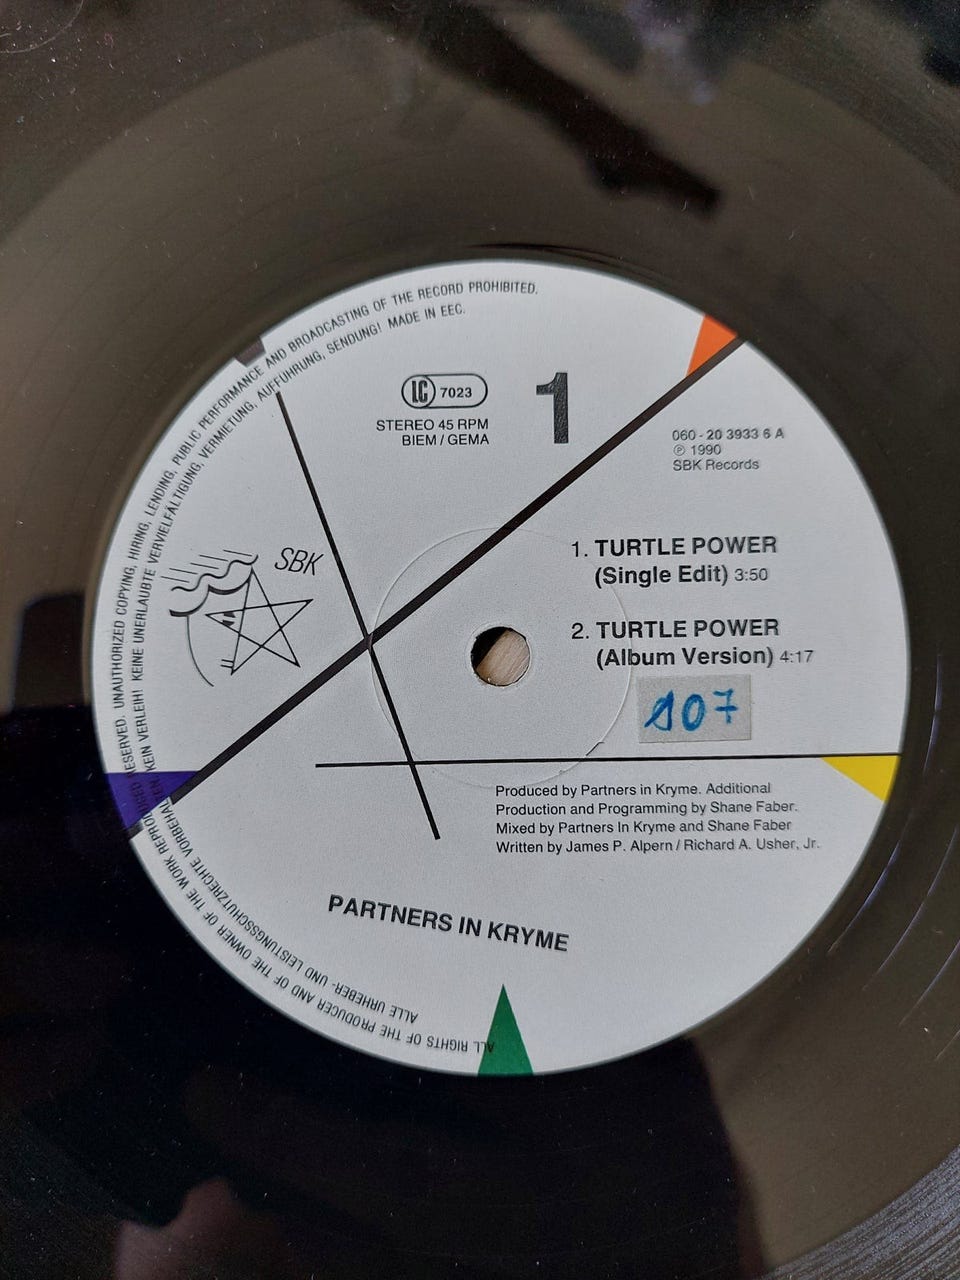 ALL RIGHTS OF THE PRODUCER AND OF THE OWNER OF THE WORK REPRODUCED RESERVED. UNAUTHORIZED COPYING, HIRING, LENDING, PUBLIC PERFORMANCE AND BROADCASTING OF THE RECORD PROHIBITED.
ALLE URHEBER- UND LEISTUNGSSCHUTZRECHTE VORBEHALTEN. KEIN VERLEIH! KEINE UNERLAUBTE VERVIELFÄLTIGUNG, VERMIETUNG, AUFFÜHRUNG, SENDUNG! MADE IN EEC.
LC 7023
STEREO 45 RPM
BIEM / GEMA
1
060 - 20 3933 6 A
℗ 1990
SBK Records
SBK
1. TURTLE POWER
(Single Edit) 3:50
2. TURTLE POWER
(Album Version) 4:17
107
Produced by Partners in Kryme. Additional
Production and Programming by Shane Faber.
Mixed by Partners In Kryme and Shane Faber
Written by James P. Alpern / Richard A. Usher, Jr.
PARTNERS IN KRYME